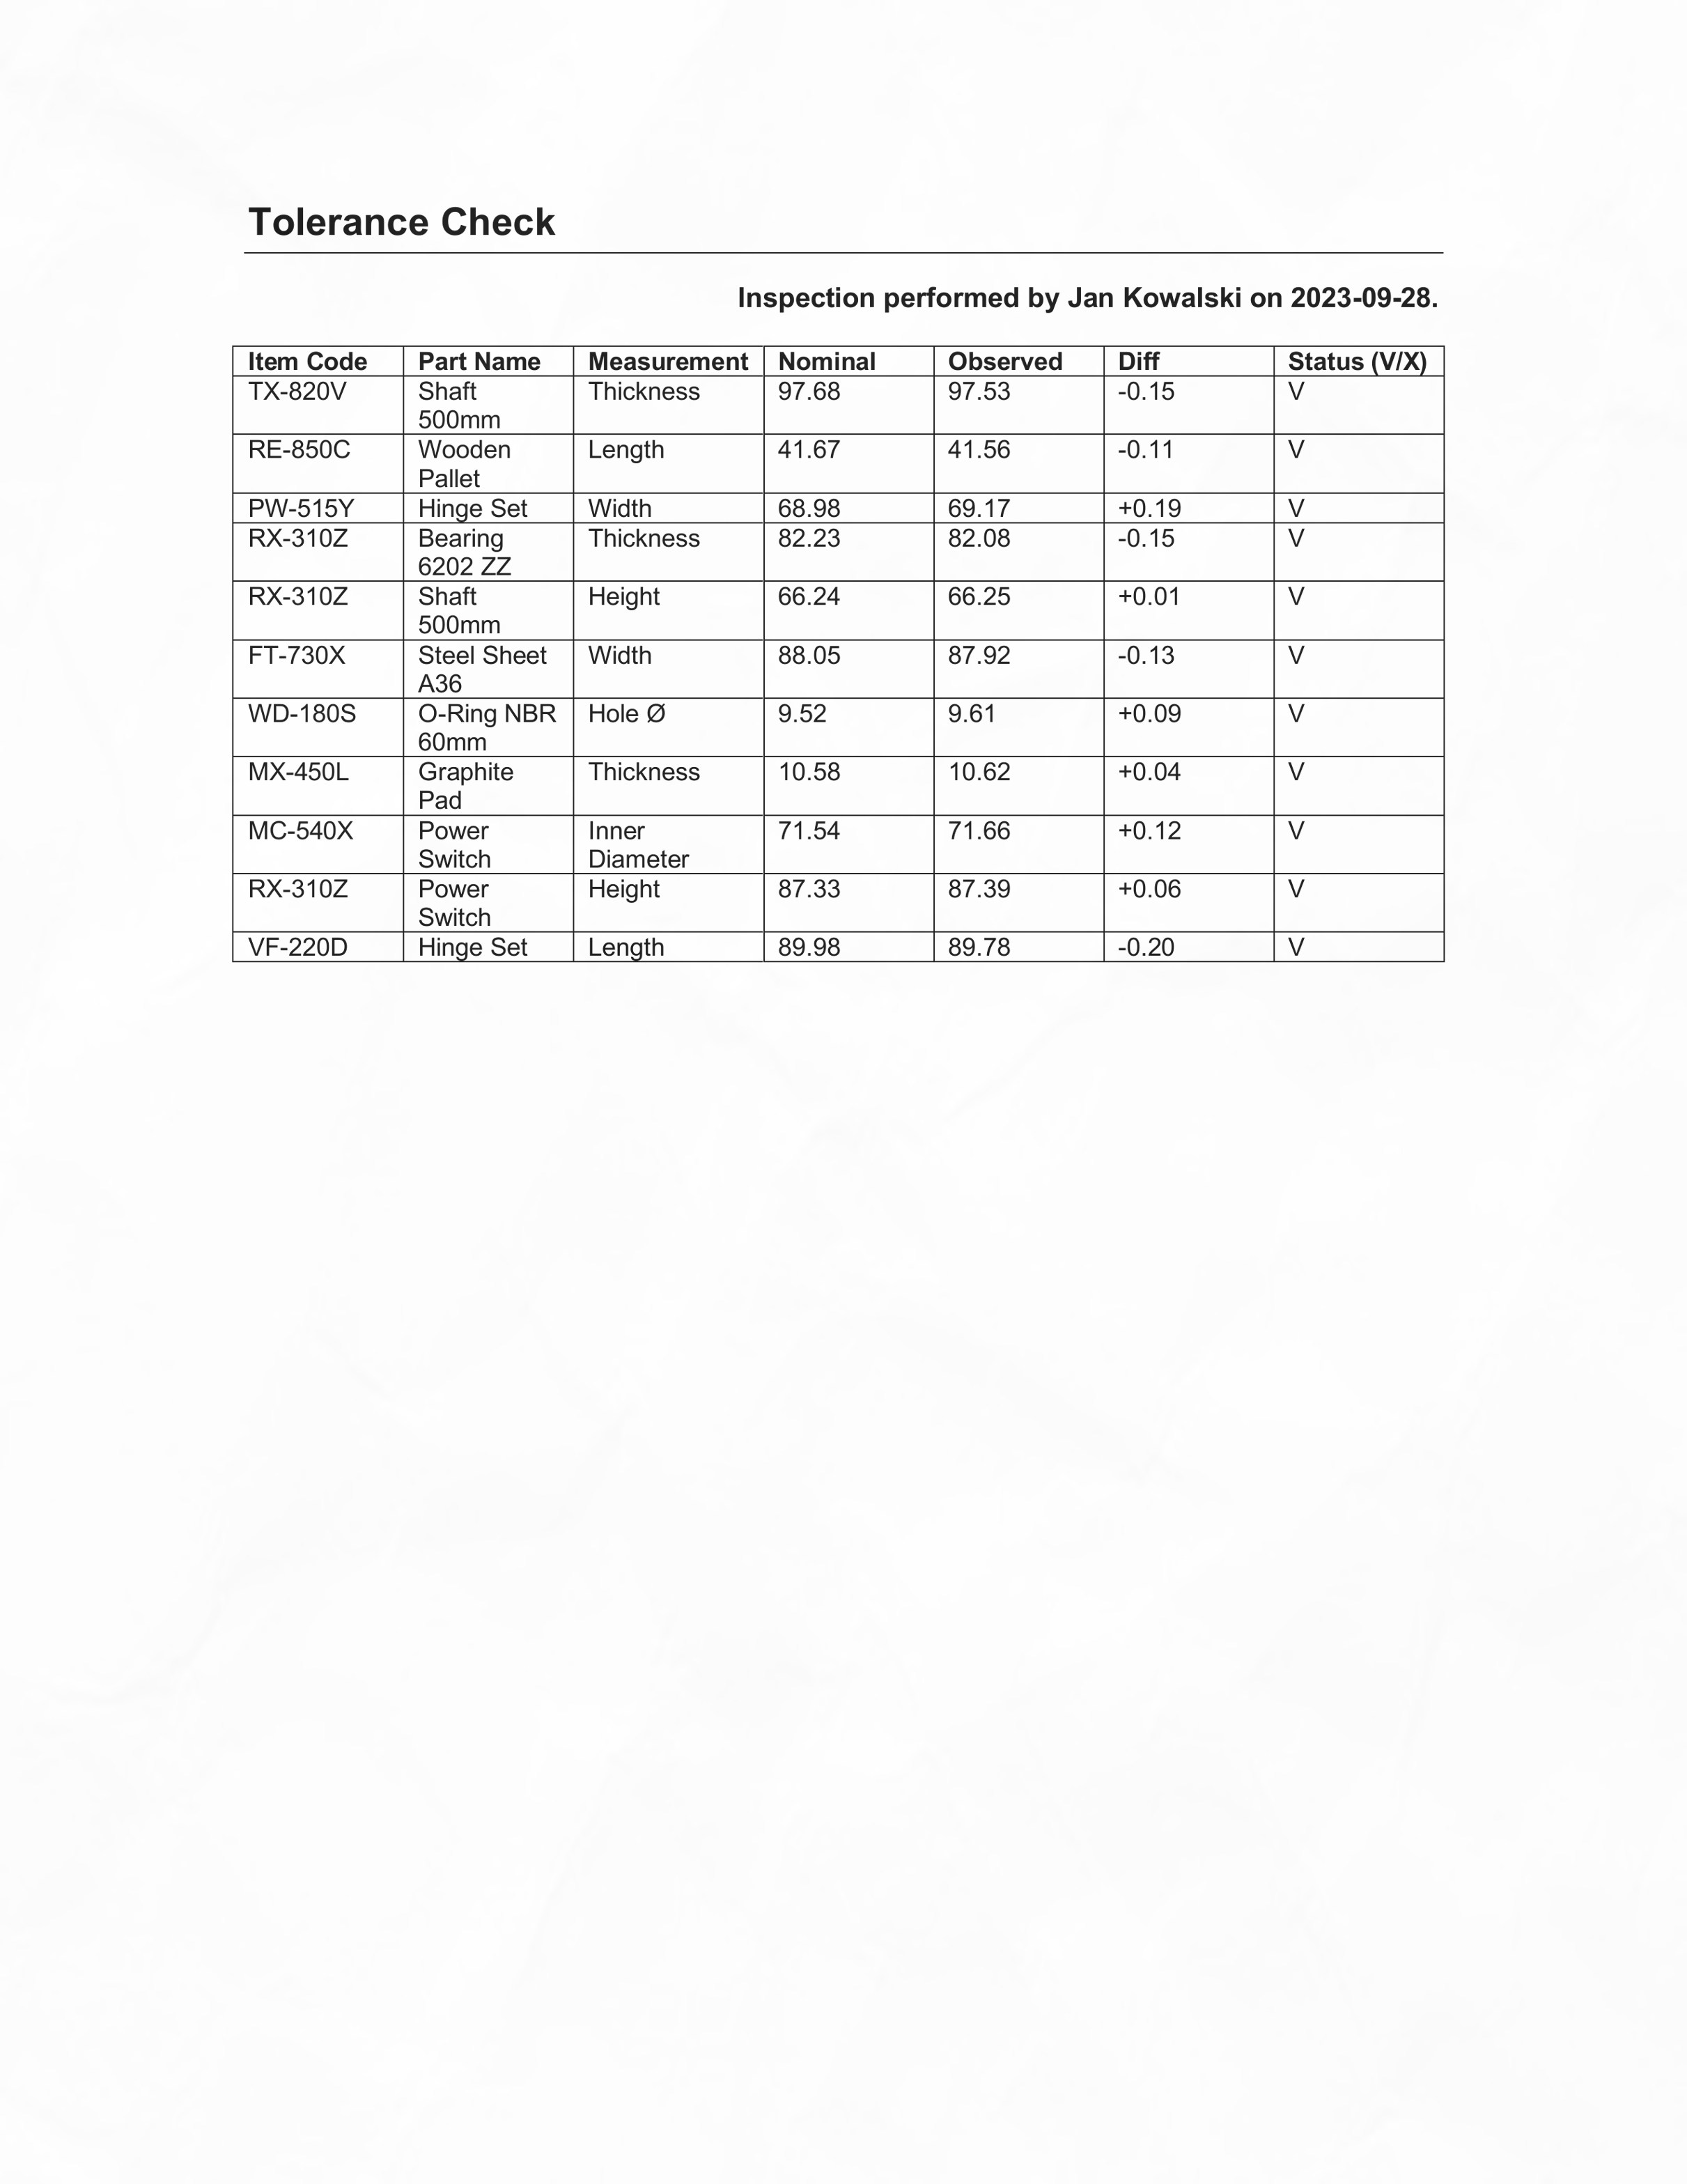 Tolerance Check
Inspection performed by Jan Kowalski on 2023-09-28.
Item Code Part Name Measurement Nominal Observed Diff Status (V/X)
TX-820V Shaft 500mm Thickness 97.68 97.53 -0.15 V
RE-850C Wooden Pallet Length 41.67 41.56 -0.11 V
PW-515Y Hinge Set Width 68.98 69.17 +0.19 V
RX-310Z Bearing 6202 ZZ Thickness 82.23 82.08 -0.15 V
RX-310Z Shaft 500mm Height 66.24 66.25 +0.01 V
FT-730X Steel Sheet A36 Width 88.05 87.92 -0.13 V
WD-180S O-Ring NBR 60mm Hole Ø 9.52 9.61 +0.09 V
MX-450L Graphite Pad Thickness 10.58 10.62 +0.04 V
MC-540X Power Switch Inner Diameter 71.54 71.66 +0.12 V
RX-310Z Power Switch Height 87.33 87.39 +0.06 V
VF-220D Hinge Set Length 89.98 89.78 -0.20 V